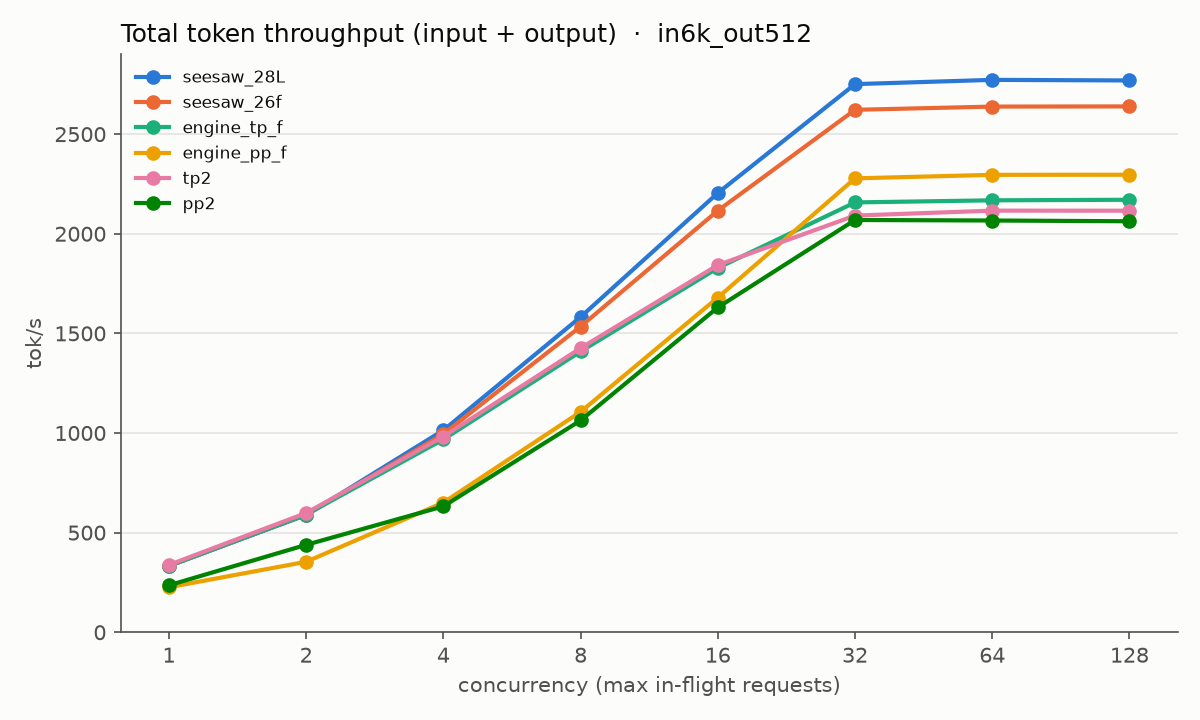 Total token throughput (input + output)  ·  in6k_out512
seesaw_28L
seesaw_26f
engine_tp_f
engine_pp_f
tp2
pp2
tok/s
2500
2000
1500
1000
500
0
1 2 4 8 16 32 64 128
concurrency (max in-flight requests)